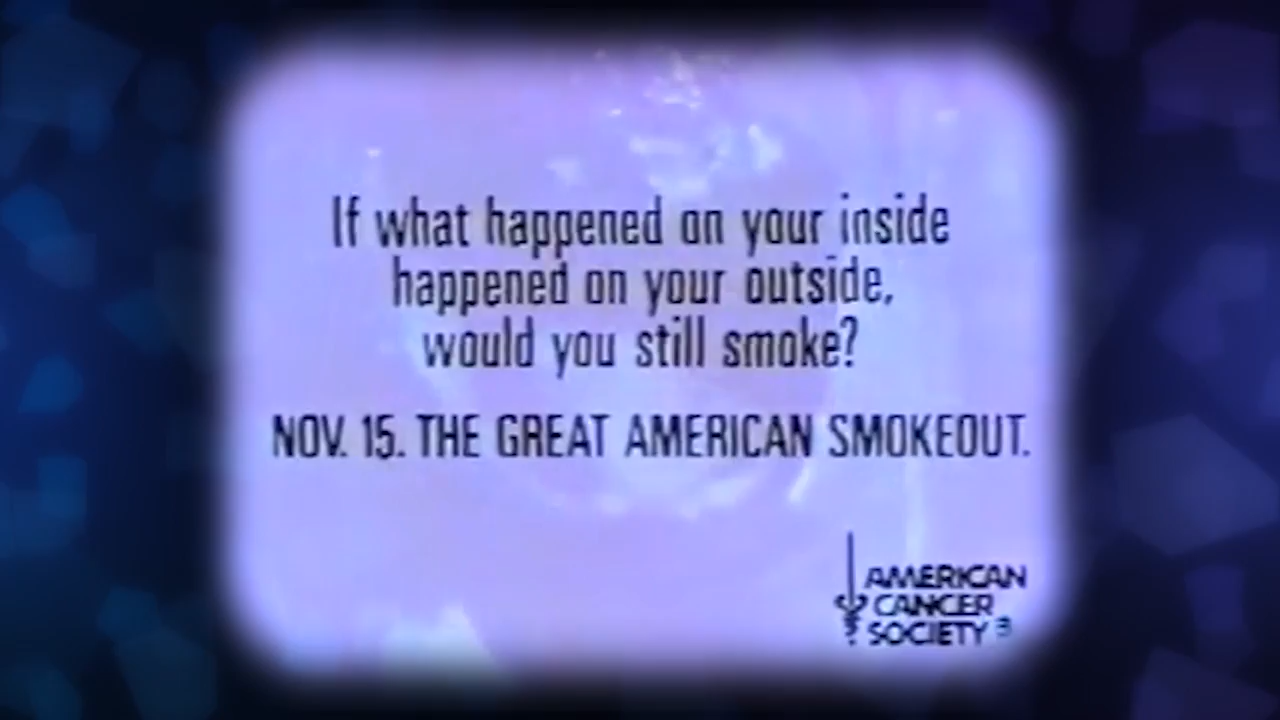 If what happened on your inside
happened on your outside,
would you still smoke?
NOV. 15. THE GREAT AMERICAN SMOKEOUT.
AMERICAN
CANCER
SOCIETY